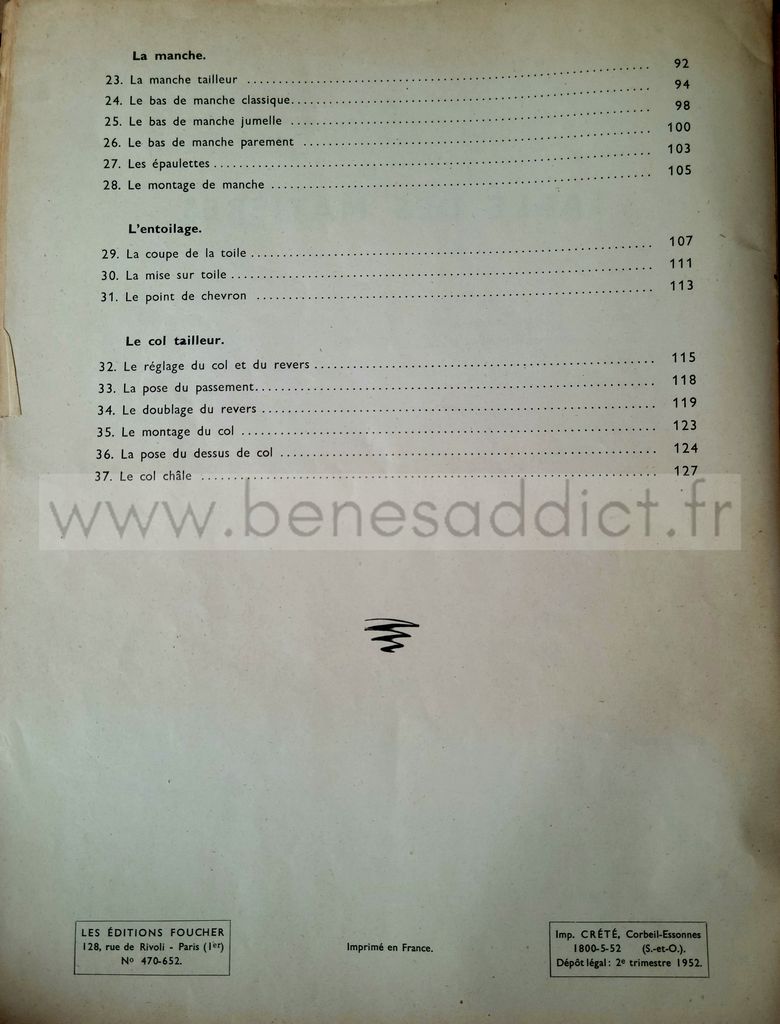 La manche.
23. La manche tailleur ........ 92
24. Le bas de manche classique ........ 94
25. Le bas de manche jumelle ........ 98
26. Le bas de manche parement ........ 100
27. Les épaulettes ........ 103
28. Le montage de manche ........ 105
L'entoilage.
29. La coupe de la toile ........ 107
30. La mise sur toile ........ 111
31. Le point de chevron ........ 113
Le col tailleur.
32. Le réglage du col et du revers ........ 115
33. La pose du passement ........ 118
34. Le doublage du revers ........ 119
35. Le montage du col ........ 123
36. La pose du dessus de col ........ 124
37. Le col châle ........ 127
www.benesaddict.fr
LES ÉDITIONS FOUCHER
128, rue de Rivoli - Paris (1er)
No 470-652.
Imprimé en France.
Imp. CRÉTÉ, Corbeil-Essonnes
1800-5-52 (S.-et-O.).
Dépôt légal : 2e trimestre 1952.